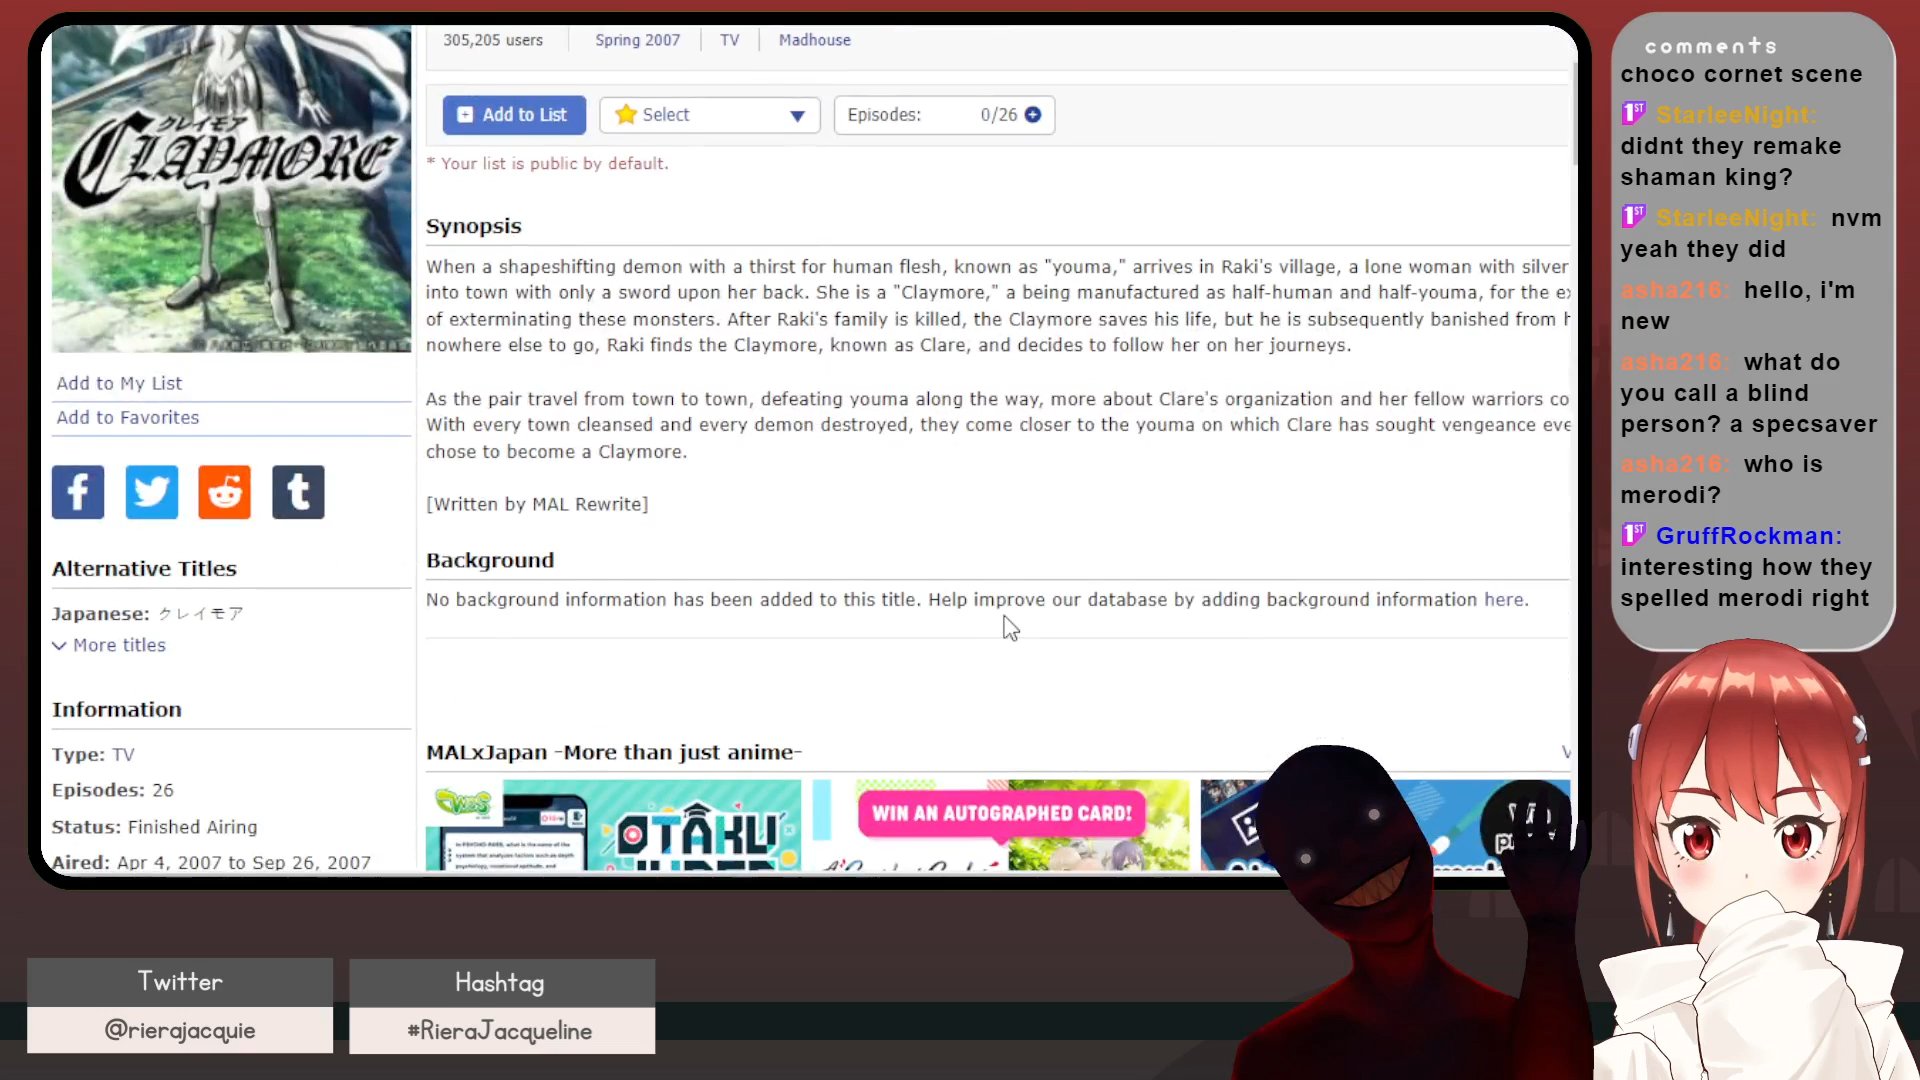 305,205 users
Spring 2007
TV
Madhouse
クレイモア
CLAYMORE
Add to List
Select
Episodes: 0/26
* Your list is public by default.
Synopsis
When a shapeshifting demon with a thirst for human flesh, known as "youma," arrives in Raki's village, a lone woman with silver
into town with only a sword upon her back. She is a "Claymore," a being manufactured as half-human and half-youma, for the
of exterminating these monsters. After Raki's family is killed, the Claymore saves his life, but he is subsequently banished from
nowhere else to go, Raki finds the Claymore, known as Clare, and decides to follow her on her journeys.
As the pair travel from town to town, defeating youma along the way, more about Clare's organization and her fellow warriors co
With every town cleansed and every demon destroyed, they come closer to the youma on which Clare has sought vengeance eve
chose to become a Claymore.
[Written by MAL Rewrite]
Background
No background information has been added to this title. Help improve our database by adding background information here.
MALxJapan -More than just anime-
OTAKU
WIN AN AUTOGRAPHED CARD!
Add to My List
Add to Favorites
Alternative Titles
Japanese: クレイモア
More titles
Information
Type: TV
Episodes: 26
Status: Finished Airing
Aired: Apr 4, 2007 to Sep 26, 2007
Twitter
@rierajacquie
Hashtag
#RieraJacqueline
comments
choco cornet scene
1ST StarleeNight:
didnt they remake
shaman king?
1ST StarleeNight: nvm
yeah they did
asha216: hello, i'm
new
asha216: what do
you call a blind
person? a specsaver
asha216: who is
merodi?
1ST GruffRockman:
interesting how they
spelled merodi right